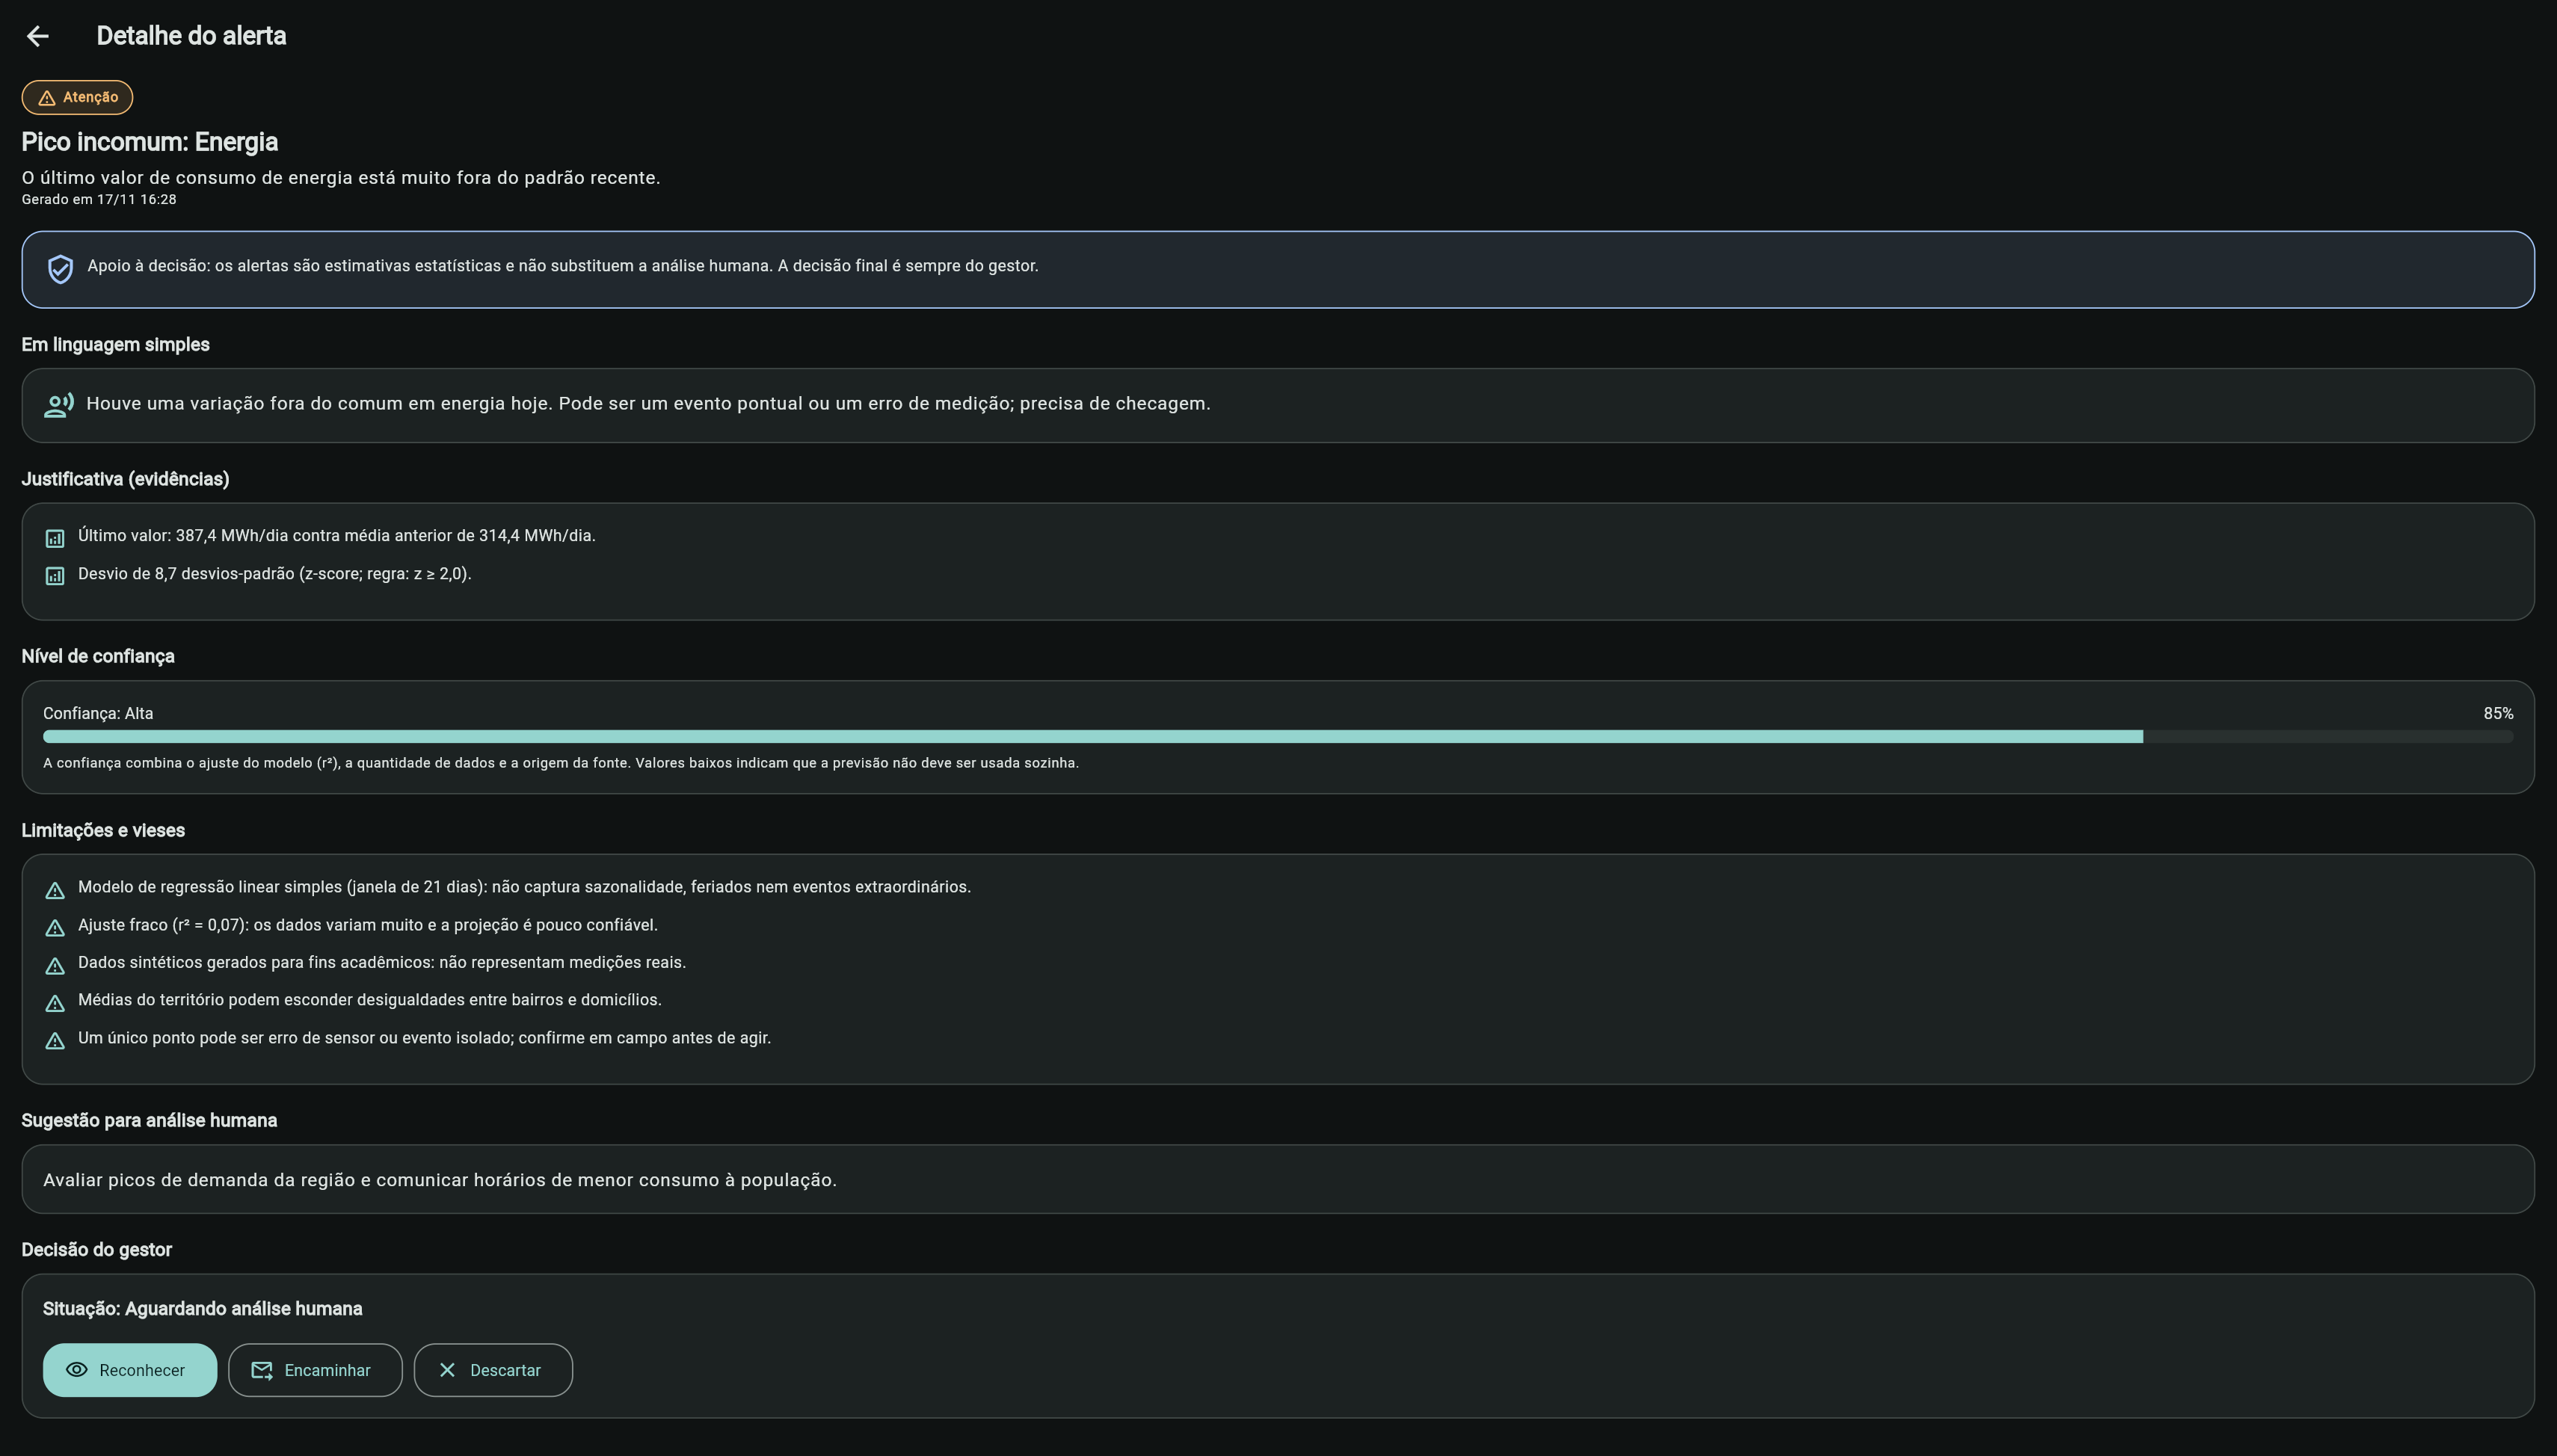 Detalhe do alerta
Atenção
Pico incomum: Energia
O último valor de consumo de energia está muito fora do padrão recente.
Gerado em 17/11 16:28
Apoio à decisão: os alertas são estimativas estatísticas e não substituem a análise humana. A decisão final é sempre do gestor.
Em linguagem simples
Houve uma variação fora do comum em energia hoje. Pode ser um evento pontual ou um erro de medição; precisa de checagem.
Justificativa (evidências)
Último valor: 387,4 MWh/dia contra média anterior de 314,4 MWh/dia.
Desvio de 8,7 desvios-padrão (z-score; regra: z ≥ 2,0).
Nível de confiança
Confiança: Alta 85%
A confiança combina o ajuste do modelo (r²), a quantidade de dados e a origem da fonte. Valores baixos indicam que a previsão não deve ser usada sozinha.
Limitações e vieses
Modelo de regressão linear simples (janela de 21 dias): não captura sazonalidade, feriados nem eventos extraordinários.
Ajuste fraco (r² = 0,07): os dados variam muito e a projeção é pouco confiável.
Dados sintéticos gerados para fins acadêmicos: não representam medições reais.
Médias do território podem esconder desigualdades entre bairros e domicílios.
Um único ponto pode ser erro de sensor ou evento isolado; confirme em campo antes de agir.
Sugestão para análise humana
Avaliar picos de demanda da região e comunicar horários de menor consumo à população.
Decisão do gestor
Situação: Aguardando análise humana
Reconhecer Encaminhar Descartar